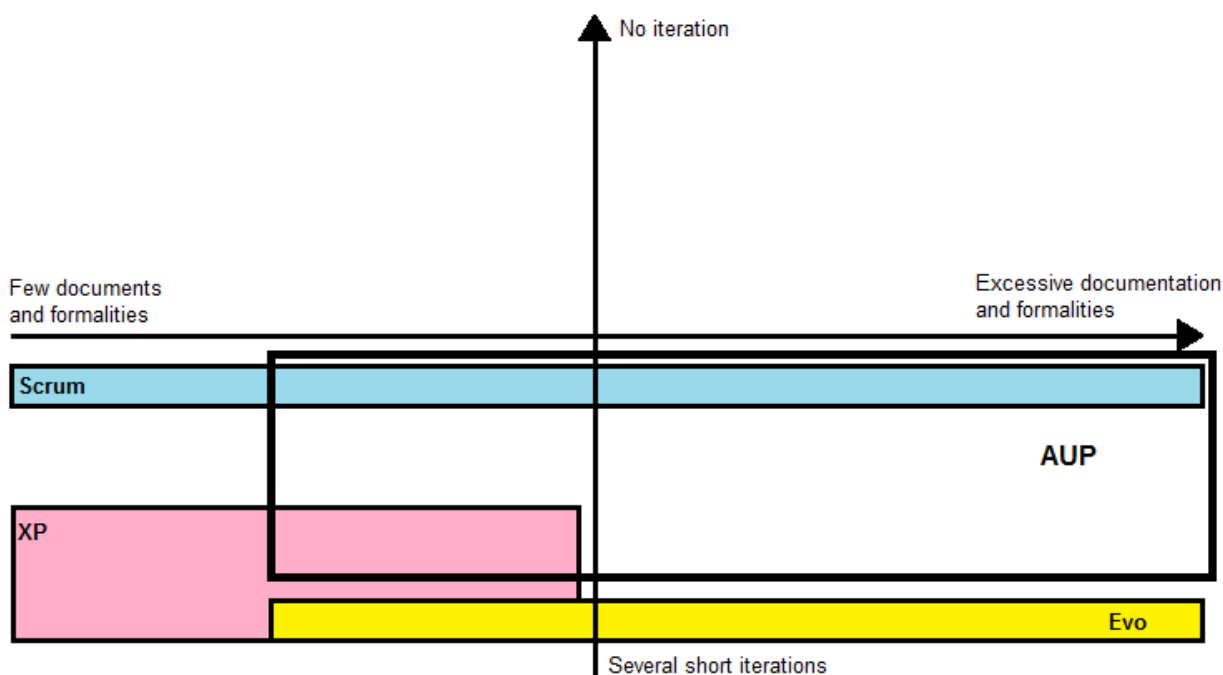 No iteration
Few documents
and formalities
Excessive documentation
and formalities
Scrum
AUP
XP
Evo
Several short iterations